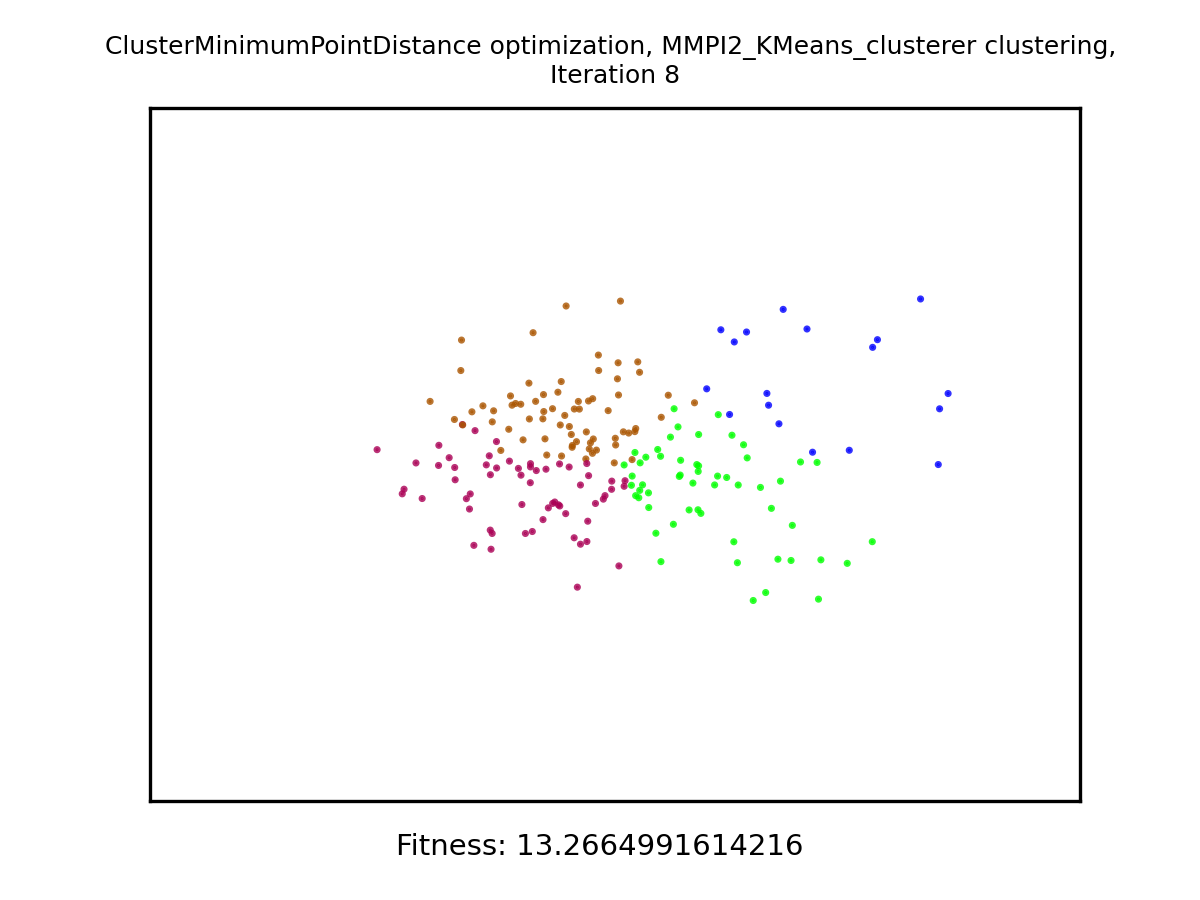 ClusterMinimumPointDistance optimization, MMPI2_KMeans_clusterer clustering,
Iteration 8
Fitness: 13.2664991614216